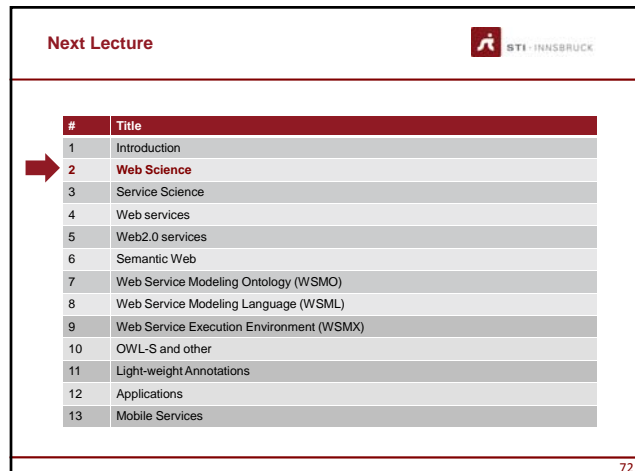 Next Lecture
STI · INNSBRUCK
# Title
1 Introduction
2 Web Science
3 Service Science
4 Web services
5 Web2.0 services
6 Semantic Web
7 Web Service Modeling Ontology (WSMO)
8 Web Service Modeling Language (WSML)
9 Web Service Execution Environment (WSMX)
10 OWL-S and other
11 Light-weight Annotations
12 Applications
13 Mobile Services
72